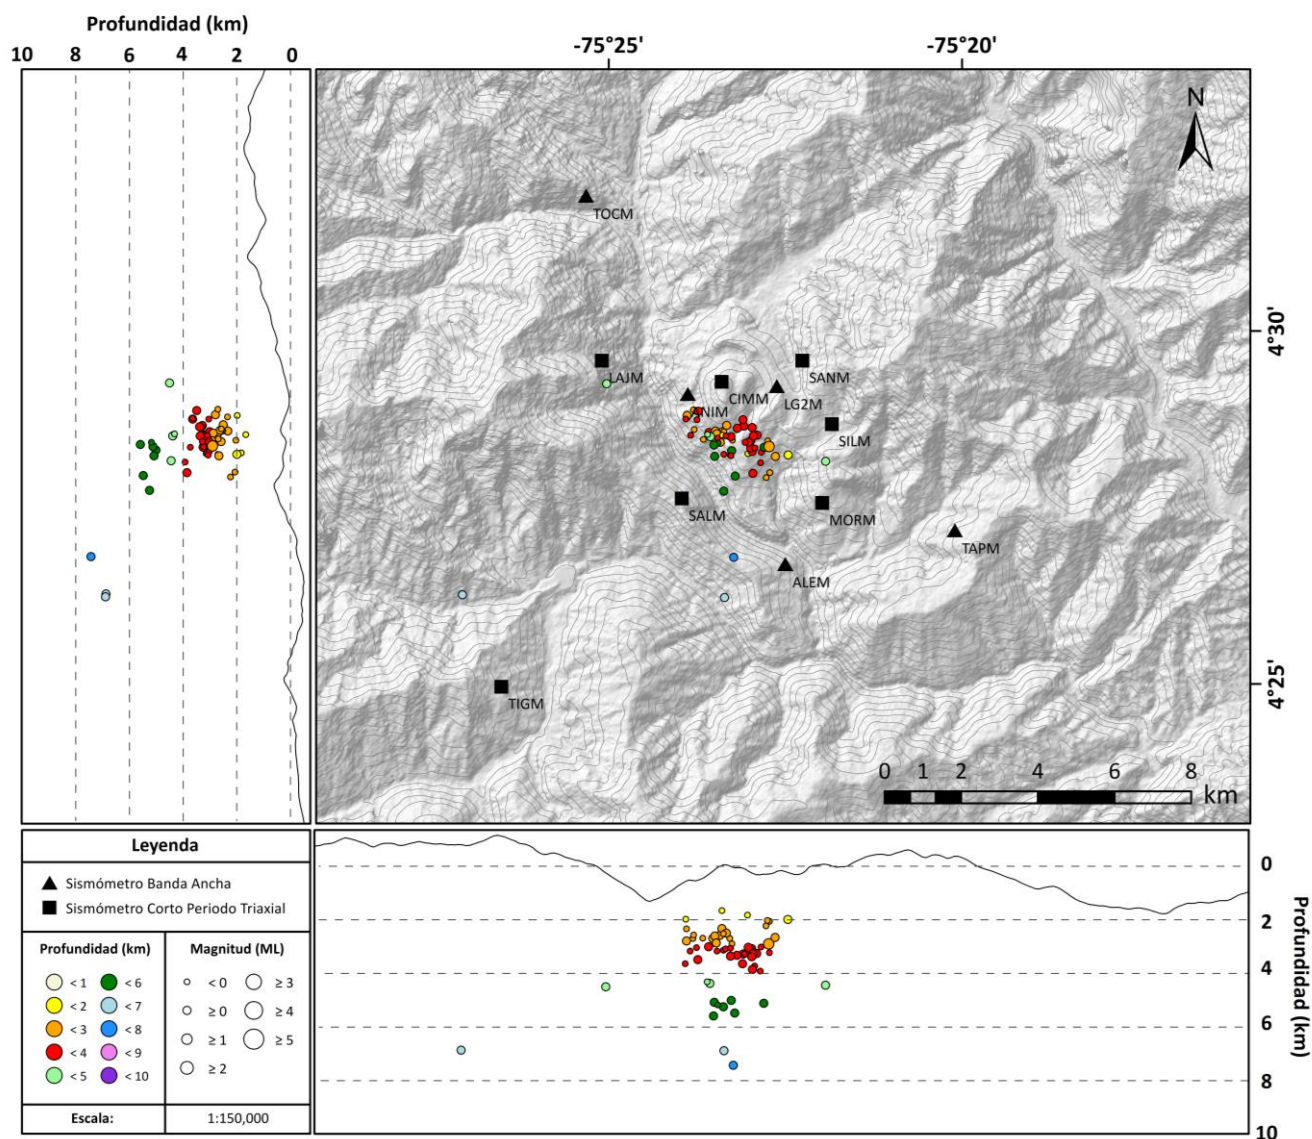 Profundidad (km)
10 8 6 4 2 0
-75°25' -75°20'
N
TOCM
4°30'
LAJM
SANM
CIMM
LG2M
NIM
SILM
SALM
MORM
TAPM
ALEM
4°25'
TIGM
0 1 2 4 6 8
km
Leyenda
Sismómetro Banda Ancha
Sismómetro Corto Periodo Triaxial
Profundidad (km) Magnitud (ML)
< 1 < 6 < 0 ≥ 3
< 2 < 7 ≥ 0 ≥ 4
< 3 < 8 ≥ 1 ≥ 5
< 4 < 9 ≥ 2
< 5 < 10
Escala: 1:150,000
0
2
4
6
8
10
Profundidad (km)